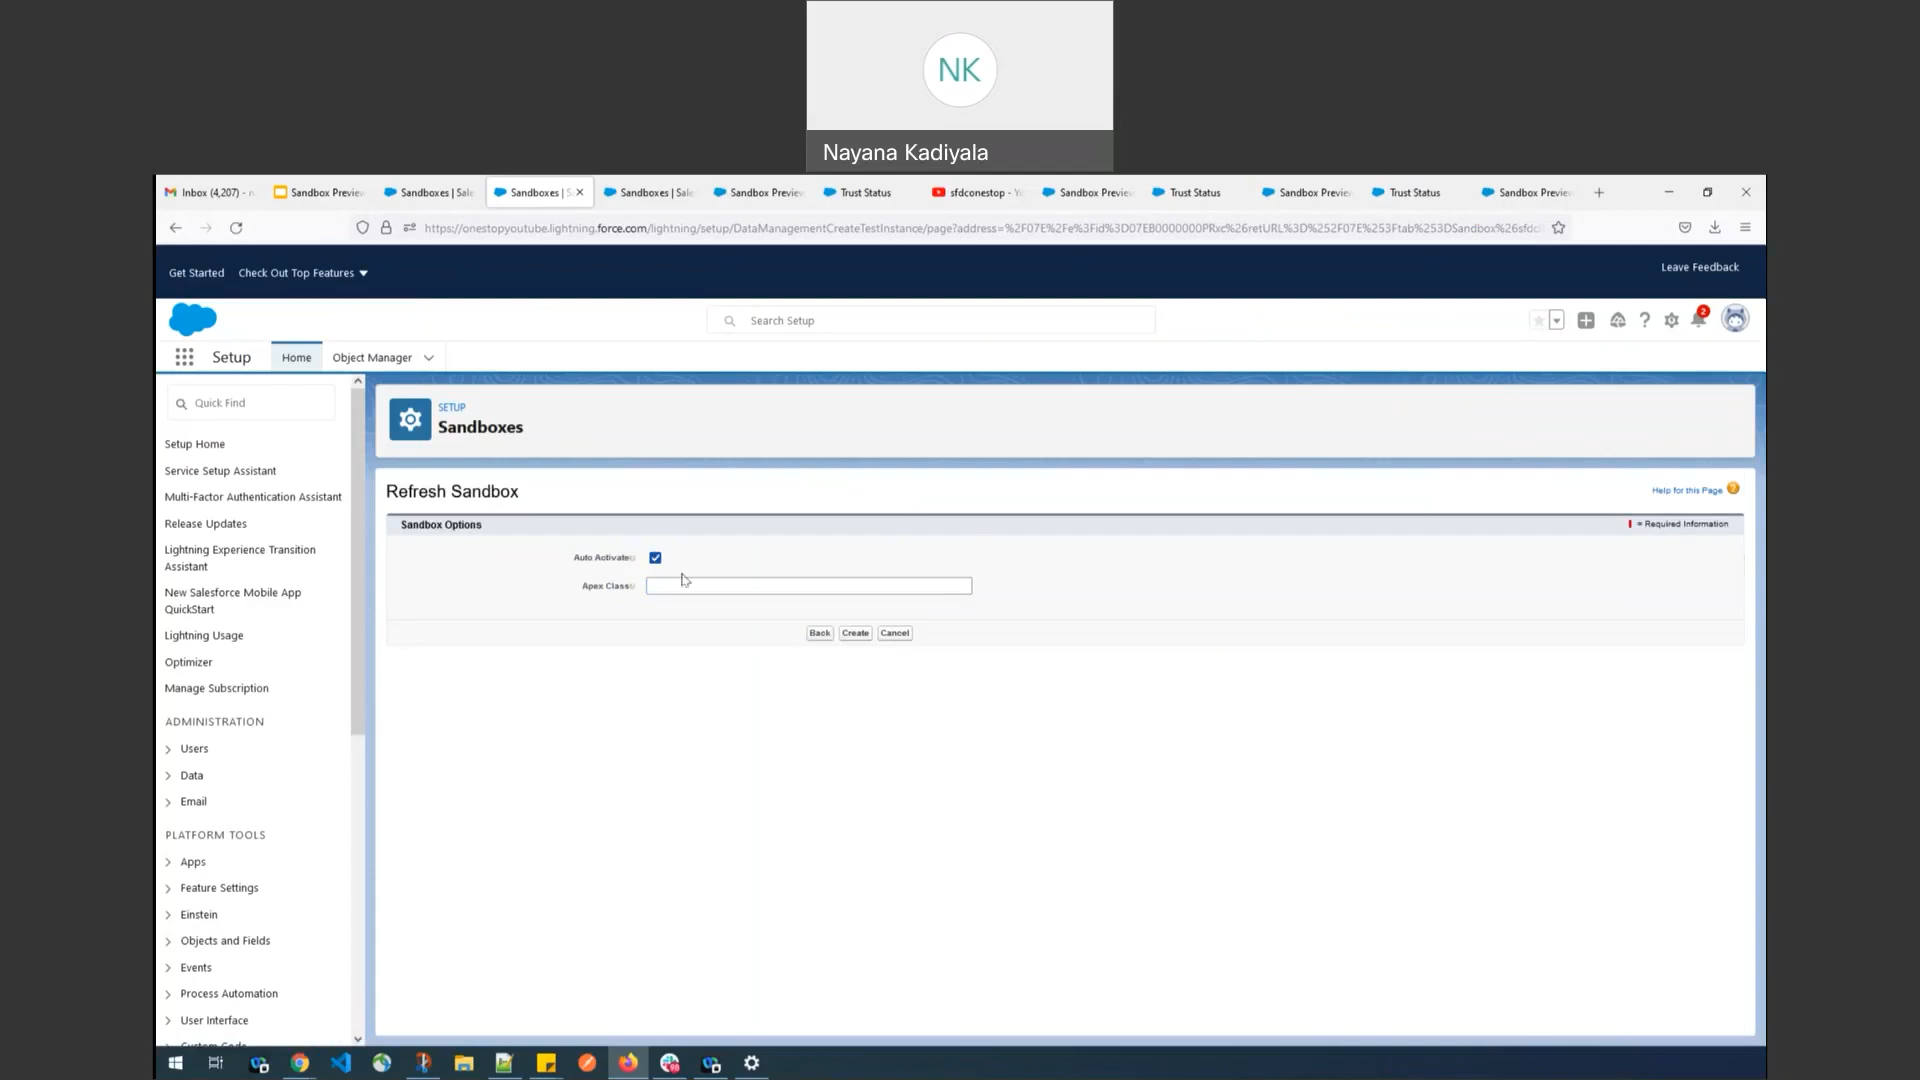 NK
Nayana Kadiyala
Inbox (4,207) - n
Sandbox Previe
Sandboxes | Sale
Sandboxes | S
Sandboxes | Sale
Sandbox Previe
Trust Status
sfdconestop - Yo
Sandbox Previe
Trust Status
Sandbox Previe
Trust Status
Sandbox Previe
https://onestopyoutube.lightning.force.com/lightning/setup/DataManagementCreateTestInstance/page?address=%2F07E%2Fe%3Fid%3D07EB0000000PRxc%26retURL%3D%252F07E%253Ftab%253DSandbox%26sfdc
Get Started
Check Out Top Features
Leave Feedback
Search Setup
2
Setup
Home
Object Manager
Quick Find
Setup Home
Service Setup Assistant
Multi-Factor Authentication Assistant
Release Updates
Lightning Experience Transition
Assistant
New Salesforce Mobile App
QuickStart
Lightning Usage
Optimizer
Manage Subscription
ADMINISTRATION
Users
Data
Email
PLATFORM TOOLS
Apps
Feature Settings
Einstein
Objects and Fields
Events
Process Automation
User Interface
Custom Code
SETUP
Sandboxes
Refresh Sandbox
Help for this Page
Sandbox Options
= Required Information
Auto Activate
Apex Class
Back
Create
Cancel